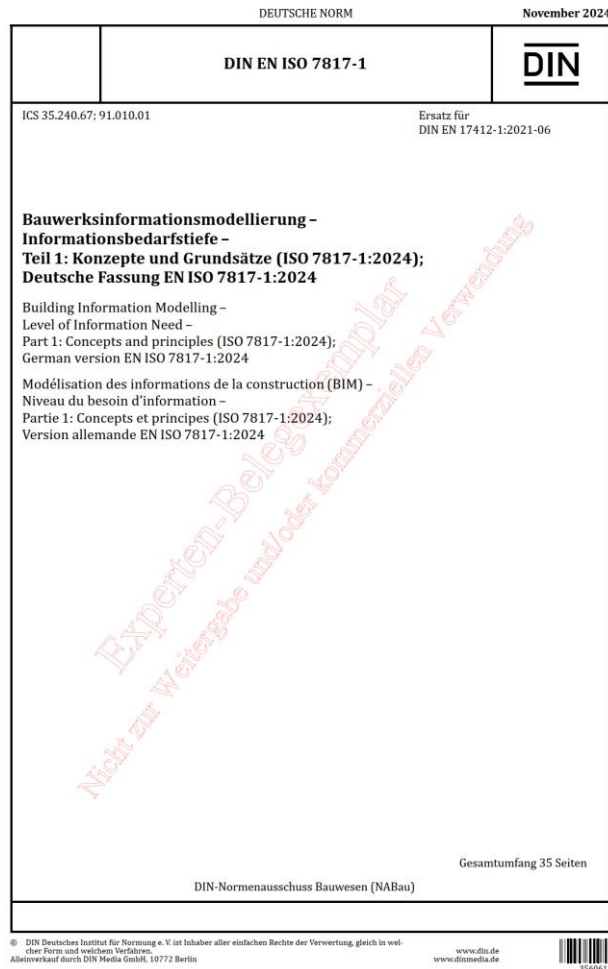 DEUTSCHE NORM
November 2024
DIN EN ISO 7817-1
DIN
ICS 35.240.67; 91.010.01
Ersatz für
DIN EN 17412-1:2021-06
Bauwerksinformationsmodellierung –
Informationsbedarfstiefe –
Teil 1: Konzepte und Grundsätze (ISO 7817-1:2024);
Deutsche Fassung EN ISO 7817-1:2024
Building Information Modelling –
Level of Information Need –
Part 1: Concepts and principles (ISO 7817-1:2024);
German version EN ISO 7817-1:2024
Modélisation des informations de la construction (BIM) –
Niveau du besoin d'information –
Partie 1: Concepts et principes (ISO 7817-1:2024);
Version allemande EN ISO 7817-1:2024
Experten-Belegexemplar
Nicht zur Weitergabe und/oder kommerziellen Verwendung
Gesamtumfang 35 Seiten
DIN-Normenausschuss Bauwesen (NABau)
© DIN Deutsches Institut für Normung e. V. ist Inhaber aller einfachen Rechte der Verwertung, gleich in wel-
cher Form und welchem Verfahren.
Alleinverkauf durch DIN Media GmbH, 10772 Berlin
www.din.de
www.dinmedia.de